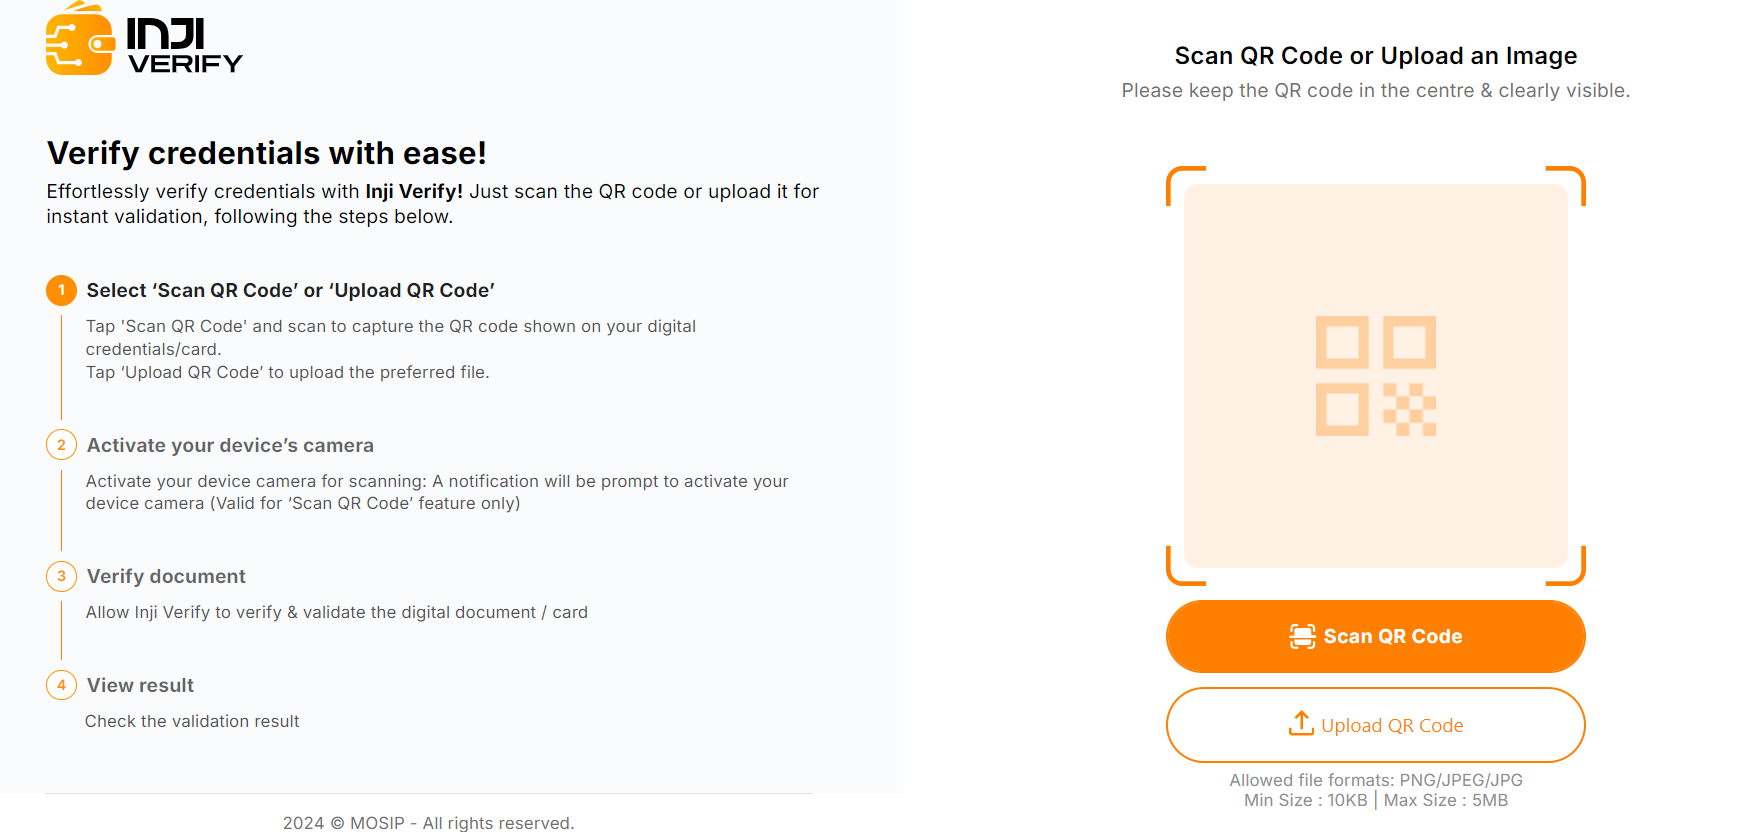 INJI
VERIFY
Verify credentials with ease!
Effortlessly verify credentials with Inji Verify! Just scan the QR code or upload it for
instant validation, following the steps below.
1 Select ‘Scan QR Code’ or ‘Upload QR Code’
Tap 'Scan QR Code' and scan to capture the QR code shown on your digital
credentials/card.
Tap ‘Upload QR Code’ to upload the preferred file.
2 Activate your device’s camera
Activate your device camera for scanning: A notification will be prompt to activate your
device camera (Valid for ‘Scan QR Code’ feature only)
3 Verify document
Allow Inji Verify to verify & validate the digital document / card
4 View result
Check the validation result
2024 © MOSIP - All rights reserved.
Scan QR Code or Upload an Image
Please keep the QR code in the centre & clearly visible.
Scan QR Code
Upload QR Code
Allowed file formats: PNG/JPEG/JPG
Min Size : 10KB | Max Size : 5MB